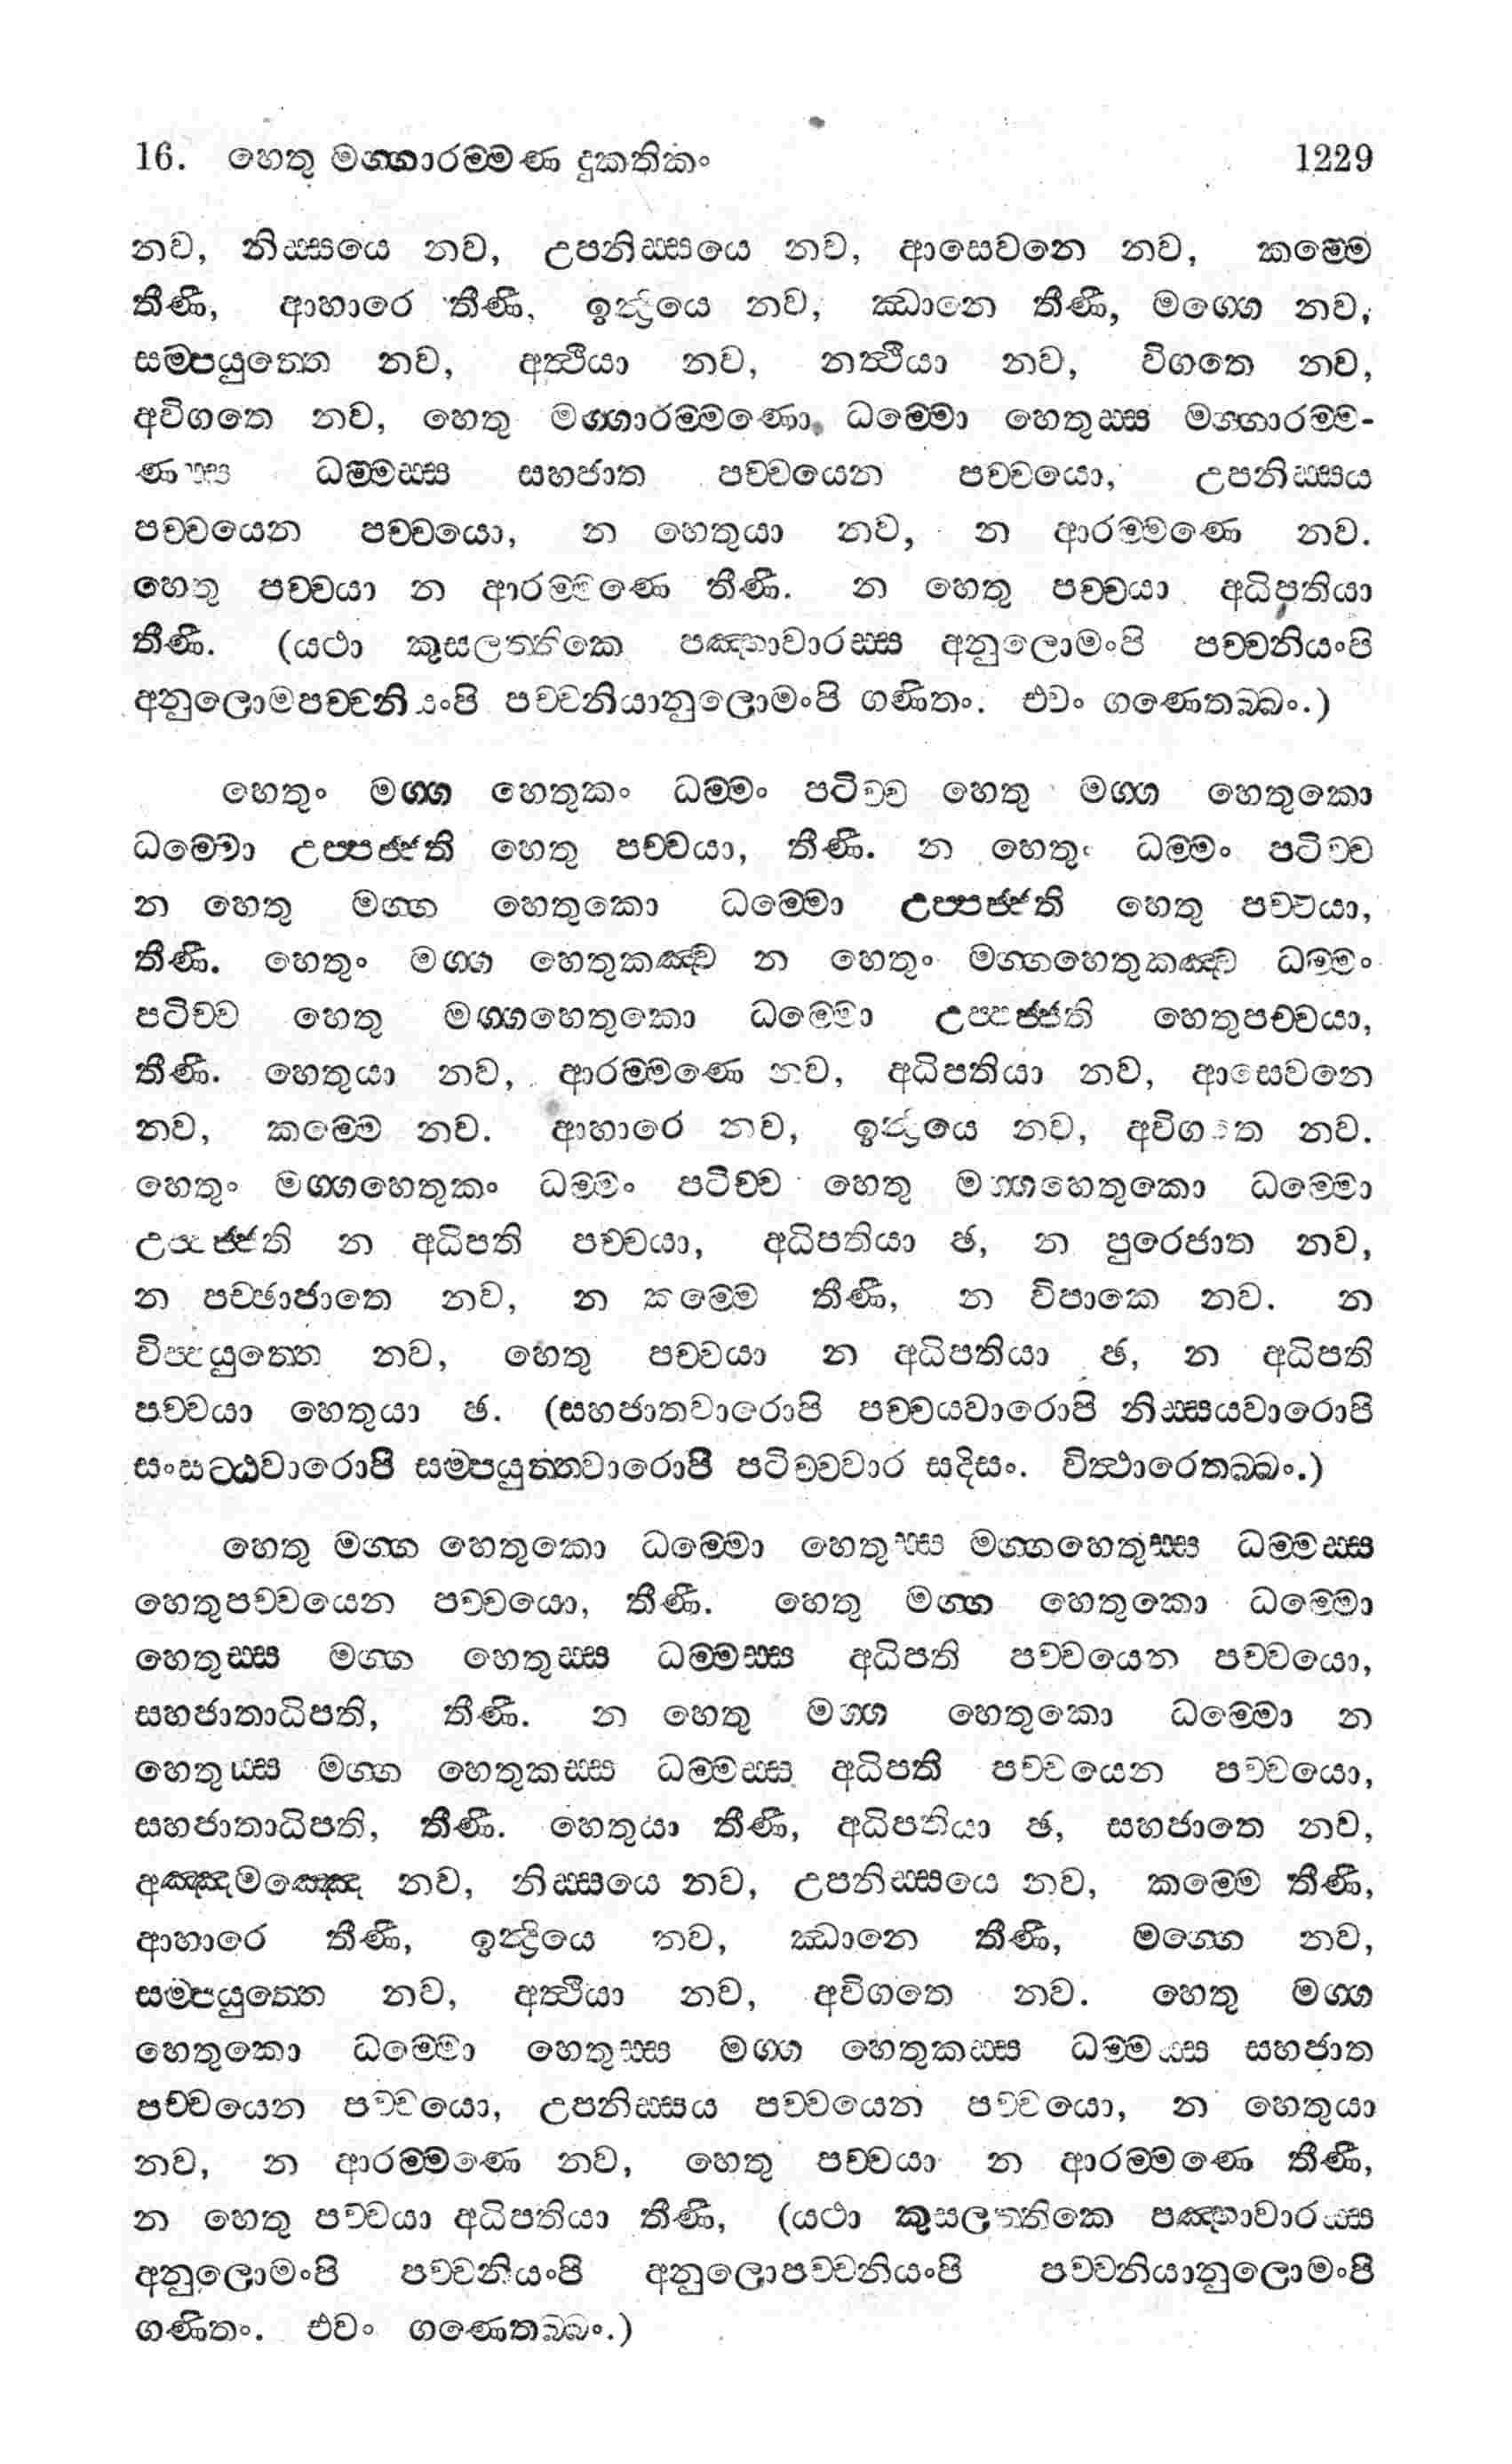 16. හෙතු මග්ගාරම්මණ දුකතිකං 1229
නව, නිස්සයෙ නව, උපනිස්සයෙ නව, ආසෙවනෙ නව, කම්මෙ
තීණි, ආහාරෙ තීණි, ඉන්ද්‍රියෙ නව, ඣානෙ තීණි, මග්ගෙ නව,
සම්පයුත්තෙ නව, අත්ථියා නව, නත්ථියා නව, විගතෙ නව,
අවිගතෙ නව, හෙතු මග්ගාරම්මණො ධම්මො හෙතුස්ස මග්ගාරම්ම-
ණස්ස ධම්මස්ස සහජාත පච්චයෙන පච්චයො, උපනිස්සය
පච්චයෙන පච්චයො, න හෙතුයා නව, න ආරම්මණෙ නව.
හෙතු පච්චයා න ආරම්මණෙ තීණි. න හෙතු පච්චයා අධිපතියා
තීණි. (යථා කුසලත්තිකෙ පඤ්හාවාරස්ස අනුලොමංපි පච්චනියංපි
අනුලොමපච්චනියංපි පච්චනියානුලොමංපි ගණිතං. එවං ගණෙතබ්බං.)
හෙතුං මග්ග හෙතුකං ධම්මං පටිච්ච හෙතු මග්ග හෙතුකො
ධම්මො උප්පජ්ජති හෙතු පච්චයා, තීණි. න හෙතුං ධම්මං පටිච්ච
න හෙතු මග්ග හෙතුකො ධම්මො උප්පජ්ජති හෙතු පච්චයා,
තීණි. හෙතුං මග්ග හෙතුකඤ්ච න හෙතුං මග්ගහෙතුකඤ්ච ධම්මං
පටිච්ච හෙතු මග්ගහෙතුකො ධම්මො උප්පජ්ජති හෙතුපච්චයා,
තීණි. හෙතුයා නව, ආරම්මණෙ නව, අධිපතියා නව, ආසෙවනෙ
නව, කම්මෙ නව. ආහාරෙ නව, ඉන්ද්‍රියෙ නව, අවිගතෙ නව.
හෙතුං මග්ගහෙතුකං ධම්මං පටිච්ච හෙතු මග්ගහෙතුකො ධම්මො
උප්පජ්ජති න අධිපති පච්චයා, අධිපතියා ඡ, න පුරෙජාත නව,
න පච්ඡාජාතෙ නව, න කම්මෙ තීණි, න විපාකෙ නව. න
විප්පයුත්තෙ නව, හෙතු පච්චයා න අධිපතියා ඡ, න අධිපති
පච්චයා හෙතුයා ඡ. (සහජාතවාරොපි පච්චයවාරොපි නිස්සයවාරොපි
සංසට්ඨවාරොපි සම්පයුත්තවාරොපි පටිච්චවාර සදිසං. විත්ථාරෙතබ්බං.)
හෙතු මග්ග හෙතුකො ධම්මො හෙතුස්ස මග්ගහෙතුස්ස ධම්මස්ස
හෙතුපච්චයෙන පච්චයො, තීණි. හෙතු මග්ග හෙතුකො ධම්මො
හෙතුස්ස මග්ග හෙතුස්ස ධම්මස්ස අධිපති පච්චයෙන පච්චයො,
සහජාතාධිපති, තීණි. න හෙතු මග්ග හෙතුකො ධම්මො න
හෙතුස්ස මග්ග හෙතුකස්ස ධම්මස්ස අධිපති පච්චයෙන පච්චයො,
සහජාතාධිපති, තීණි. හෙතුයා තීණි, අධිපතියා ඡ, සහජාතෙ නව,
අඤ්ඤමඤ්ඤෙ නව, නිස්සයෙ නව, උපනිස්සයෙ නව, කම්මෙ තීණි,
ආහාරෙ තීණි, ඉන්ද්‍රියෙ නව, ඣානෙ තීණි, මග්ගෙ නව,
සම්පයුත්තෙ නව, අත්ථියා නව, අවිගතෙ නව. හෙතු මග්ග
හෙතුකො ධම්මො හෙතුස්ස මග්ග හෙතුකස්ස ධම්මස්ස සහජාත
පච්චයෙන පච්චයො, උපනිස්සය පච්චයෙන පච්චයො, න හෙතුයා
නව, න ආරම්මණෙ නව, හෙතු පච්චයා න ආරම්මණෙ තීණි,
න හෙතු පච්චයා අධිපතියා තීණි, (යථා කුසලත්තිකෙ පඤ්හාවාරස්ස
අනුලොමංපි පච්චනියංපි අනුලොපච්චනියංපි පච්චනියානුලොමංපි
ගණිතං. එවං ගණෙතබ්බං.)